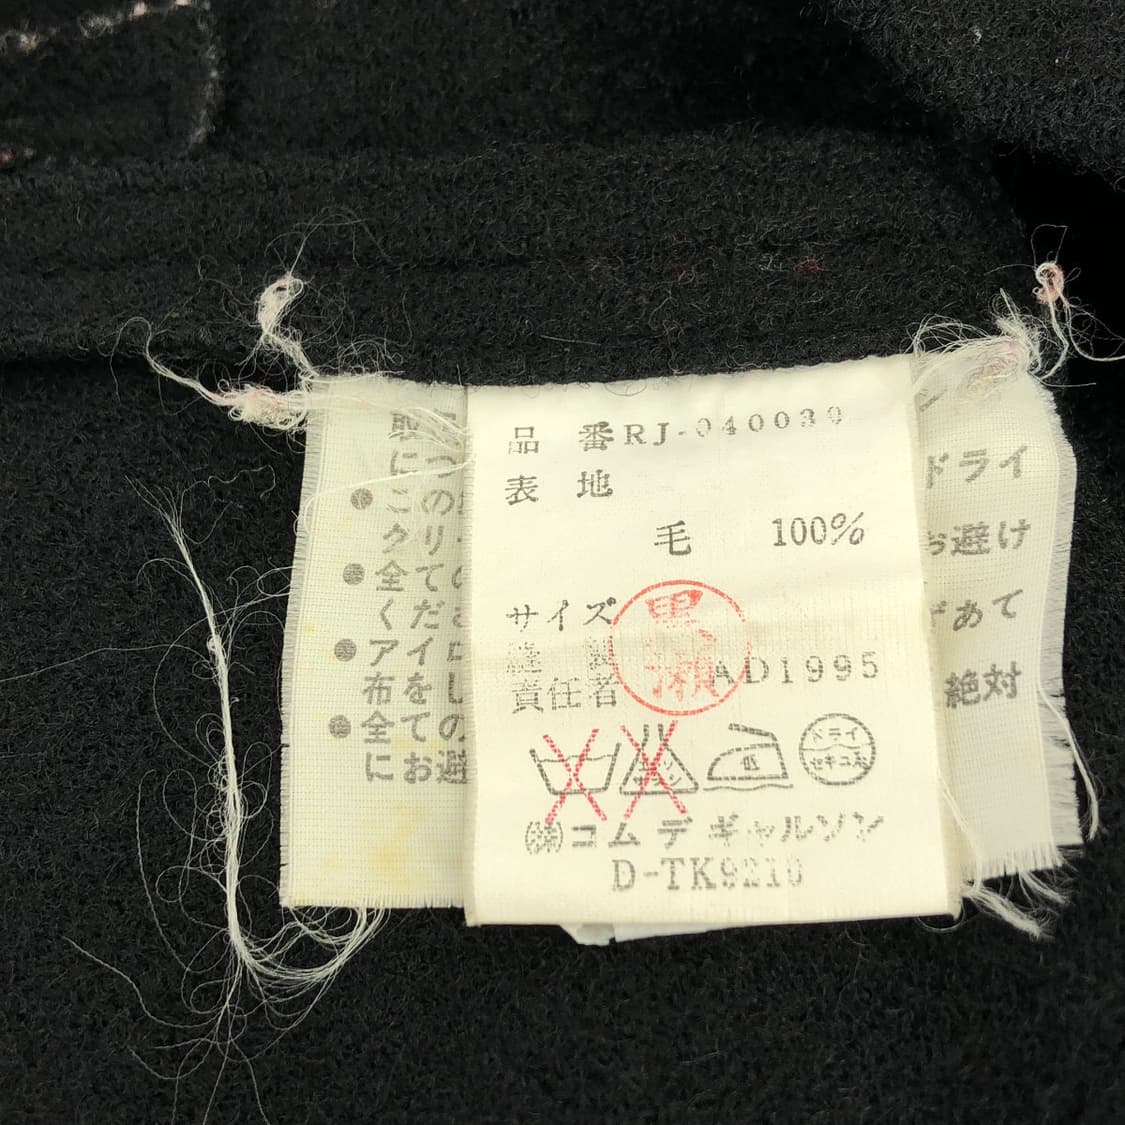 品 番 RJ-040030
表 地
毛 100%
サイズ
縫 製
責任者
黒瀬
AD1995
低
ドライ
セキユ系
㈱コム デ ギャルソン
D-TK9210
取
につ
●この
クリ
●全ての
くだ
●アイロ
布をし
●全ての
にお避
ドライ
お避け
あて
絶対